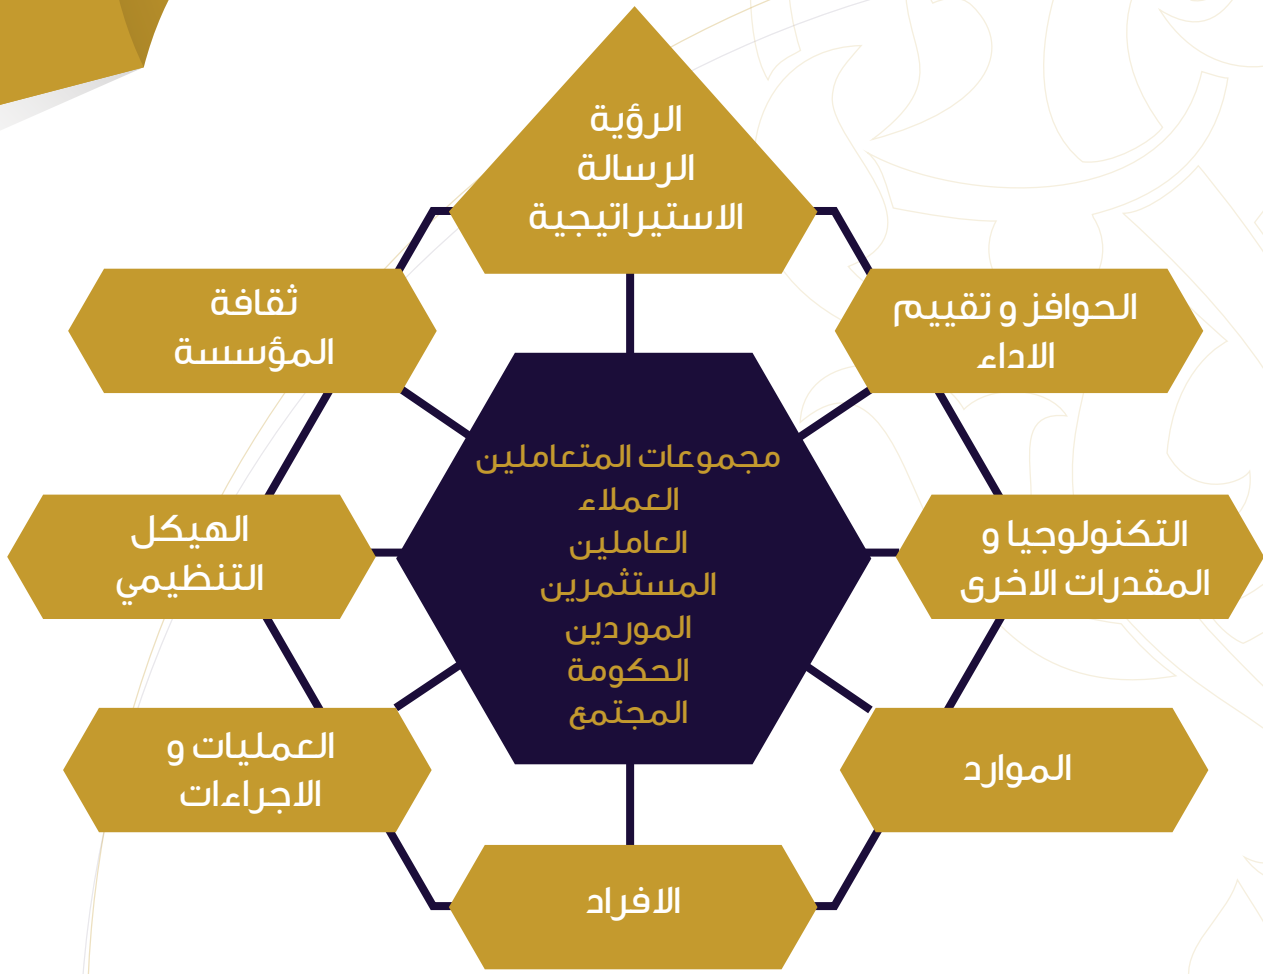 الرؤية
الرسالة
الاستيراتيجية
الحوافز و تقييم
الاداء
ثقافة
المؤسسة
مجموعات المتعاملين
العملاء
العاملين
المستثمرين
الموردين
الحكومة
المجتمع
التكنولوجيا و
المقدرات الاخرى
الهيكل
التنظيمي
الموارد
العمليات و
الاجراءات
الافراد